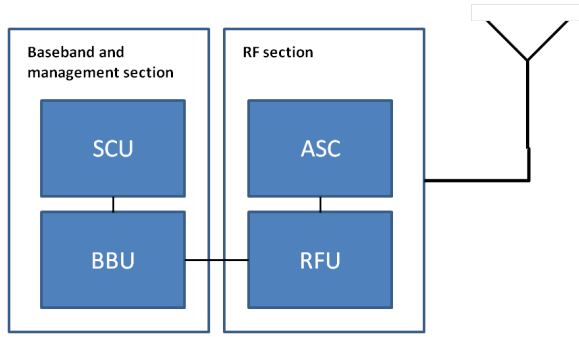 Baseband and
management section
RF section
SCU
ASC
BBU
RFU